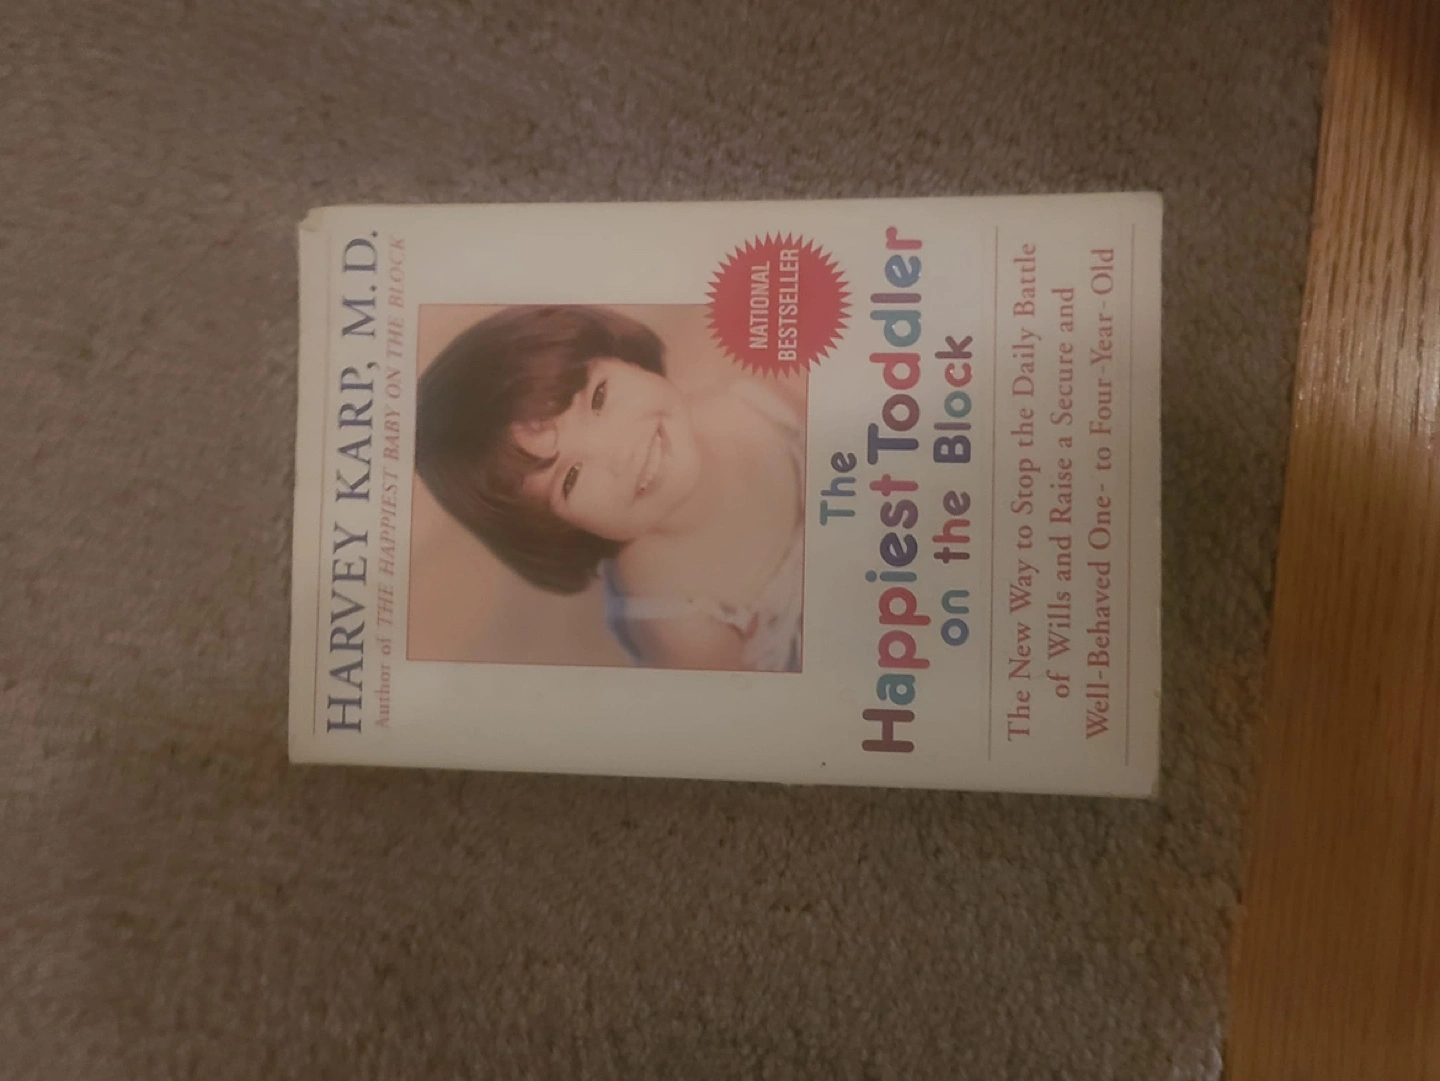 HARVEY KARP, M.D.
Author of THE HAPPIEST BABY ON THE BLOCK
NATIONAL
BESTSELLER
The
Happiest Toddler
on the Block
The New Way to Stop the Daily Battle
of Wills and Raise a Secure and
Well-Behaved One- to Four-Year-Old